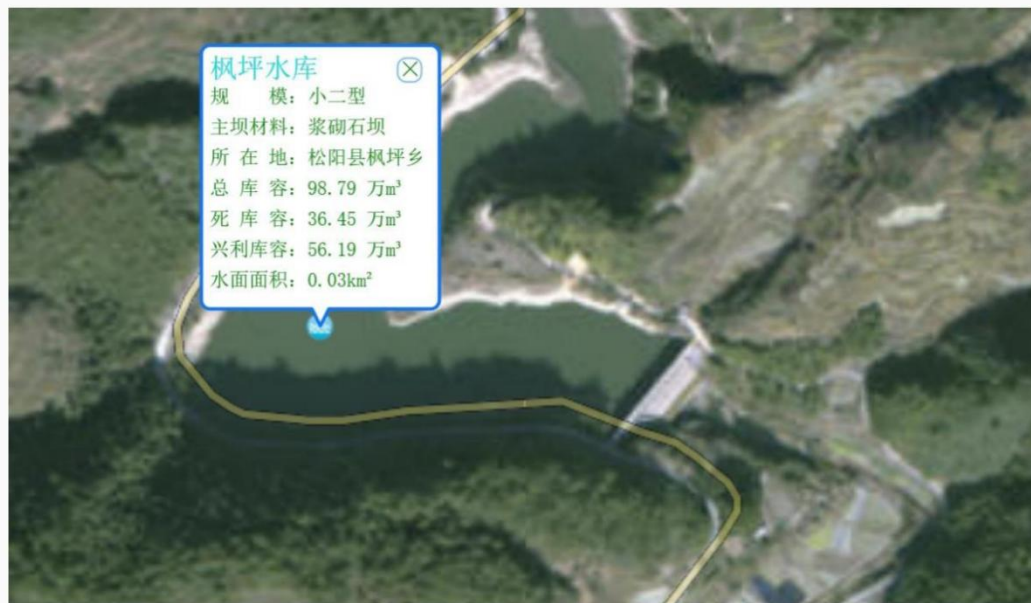 枫坪水库
规 模：小二型
主坝材料：浆砌石坝
所 在 地：松阳县枫坪乡
总 库 容：98.79 万m³
死 库 容：36.45 万m³
兴利库容：56.19 万m³
水面面积：0.03km²